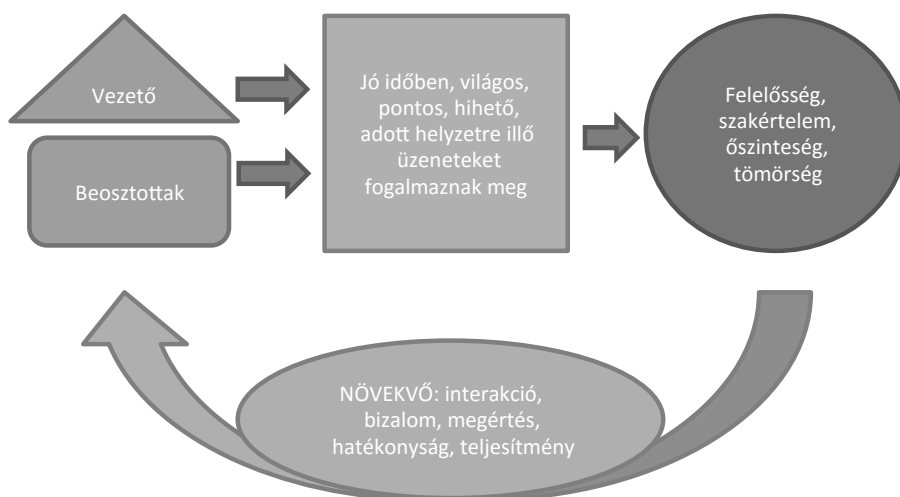 Vezető
Beosztottak
Jó időben, világos,
pontos, hihető,
adott helyzetre illő
üzeneteket
fogalmaznak meg
Felelősség,
szakértelem,
őszinteség,
tömörség
NÖVEKVŐ: interakció,
bizalom, megértés,
hatékonyság, teljesítmény